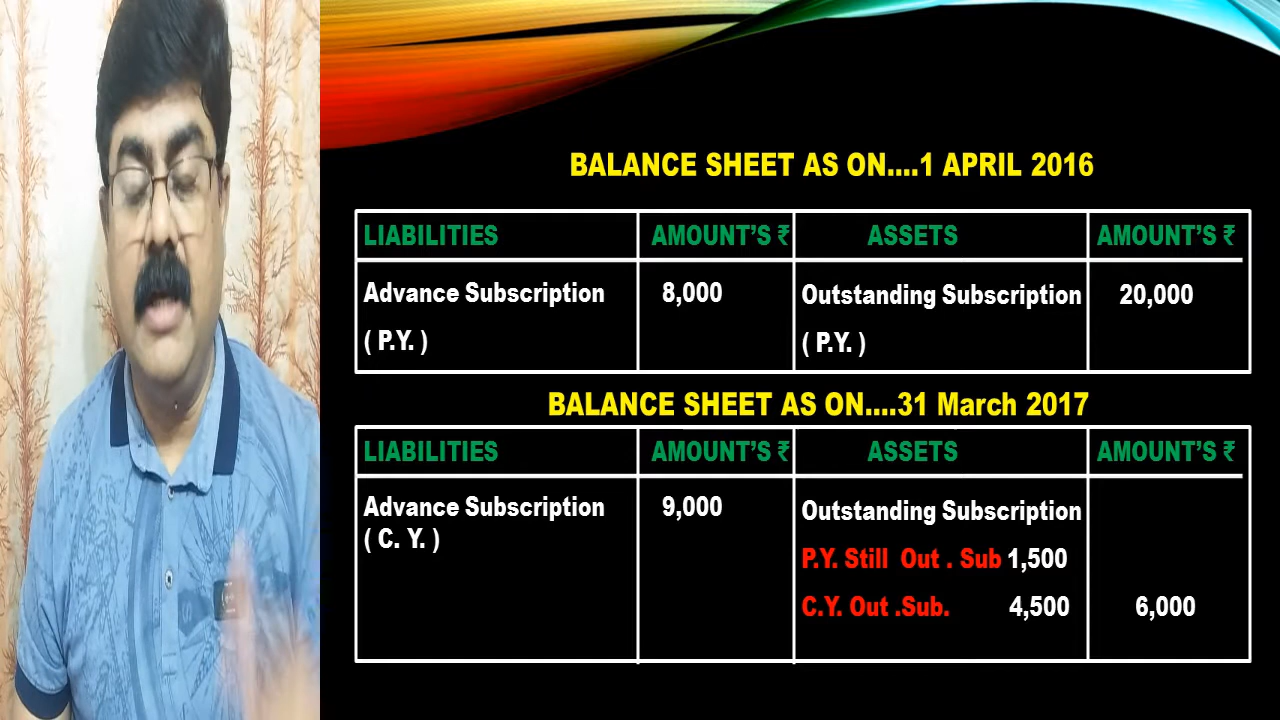 BALANCE SHEET AS ON....1 APRIL 2016
LIABILITIES AMOUNT'S ₹ ASSETS AMOUNT'S ₹
Advance Subscription 8,000 Outstanding Subscription 20,000
( P.Y. ) ( P.Y. )
BALANCE SHEET AS ON....31 March 2017
LIABILITIES AMOUNT'S ₹ ASSETS AMOUNT'S ₹
Advance Subscription 9,000 Outstanding Subscription
( C. Y. )
P.Y. Still Out . Sub 1,500
C.Y. Out .Sub. 4,500 6,000